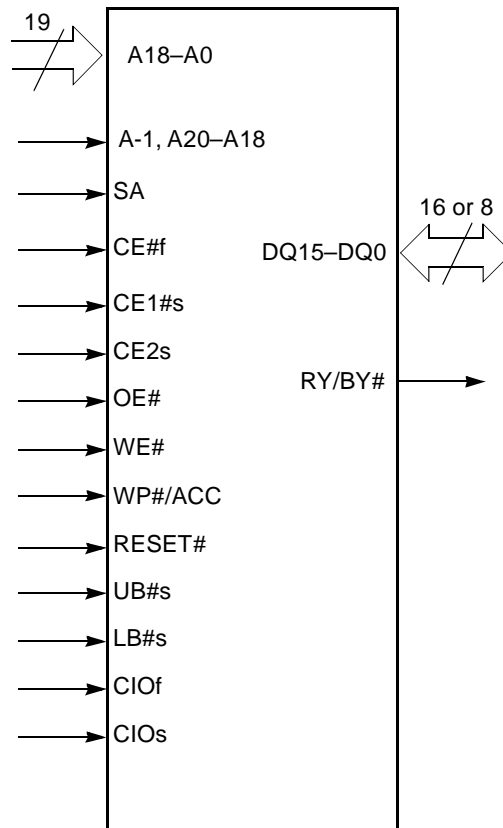 19
A18–A0
A-1, A20–A18
SA
16 or 8
CE#f
DQ15–DQ0
CE1#s
CE2s
RY/BY#
OE#
WE#
WP#/ACC
RESET#
UB#s
LB#s
CIOf
CIOs